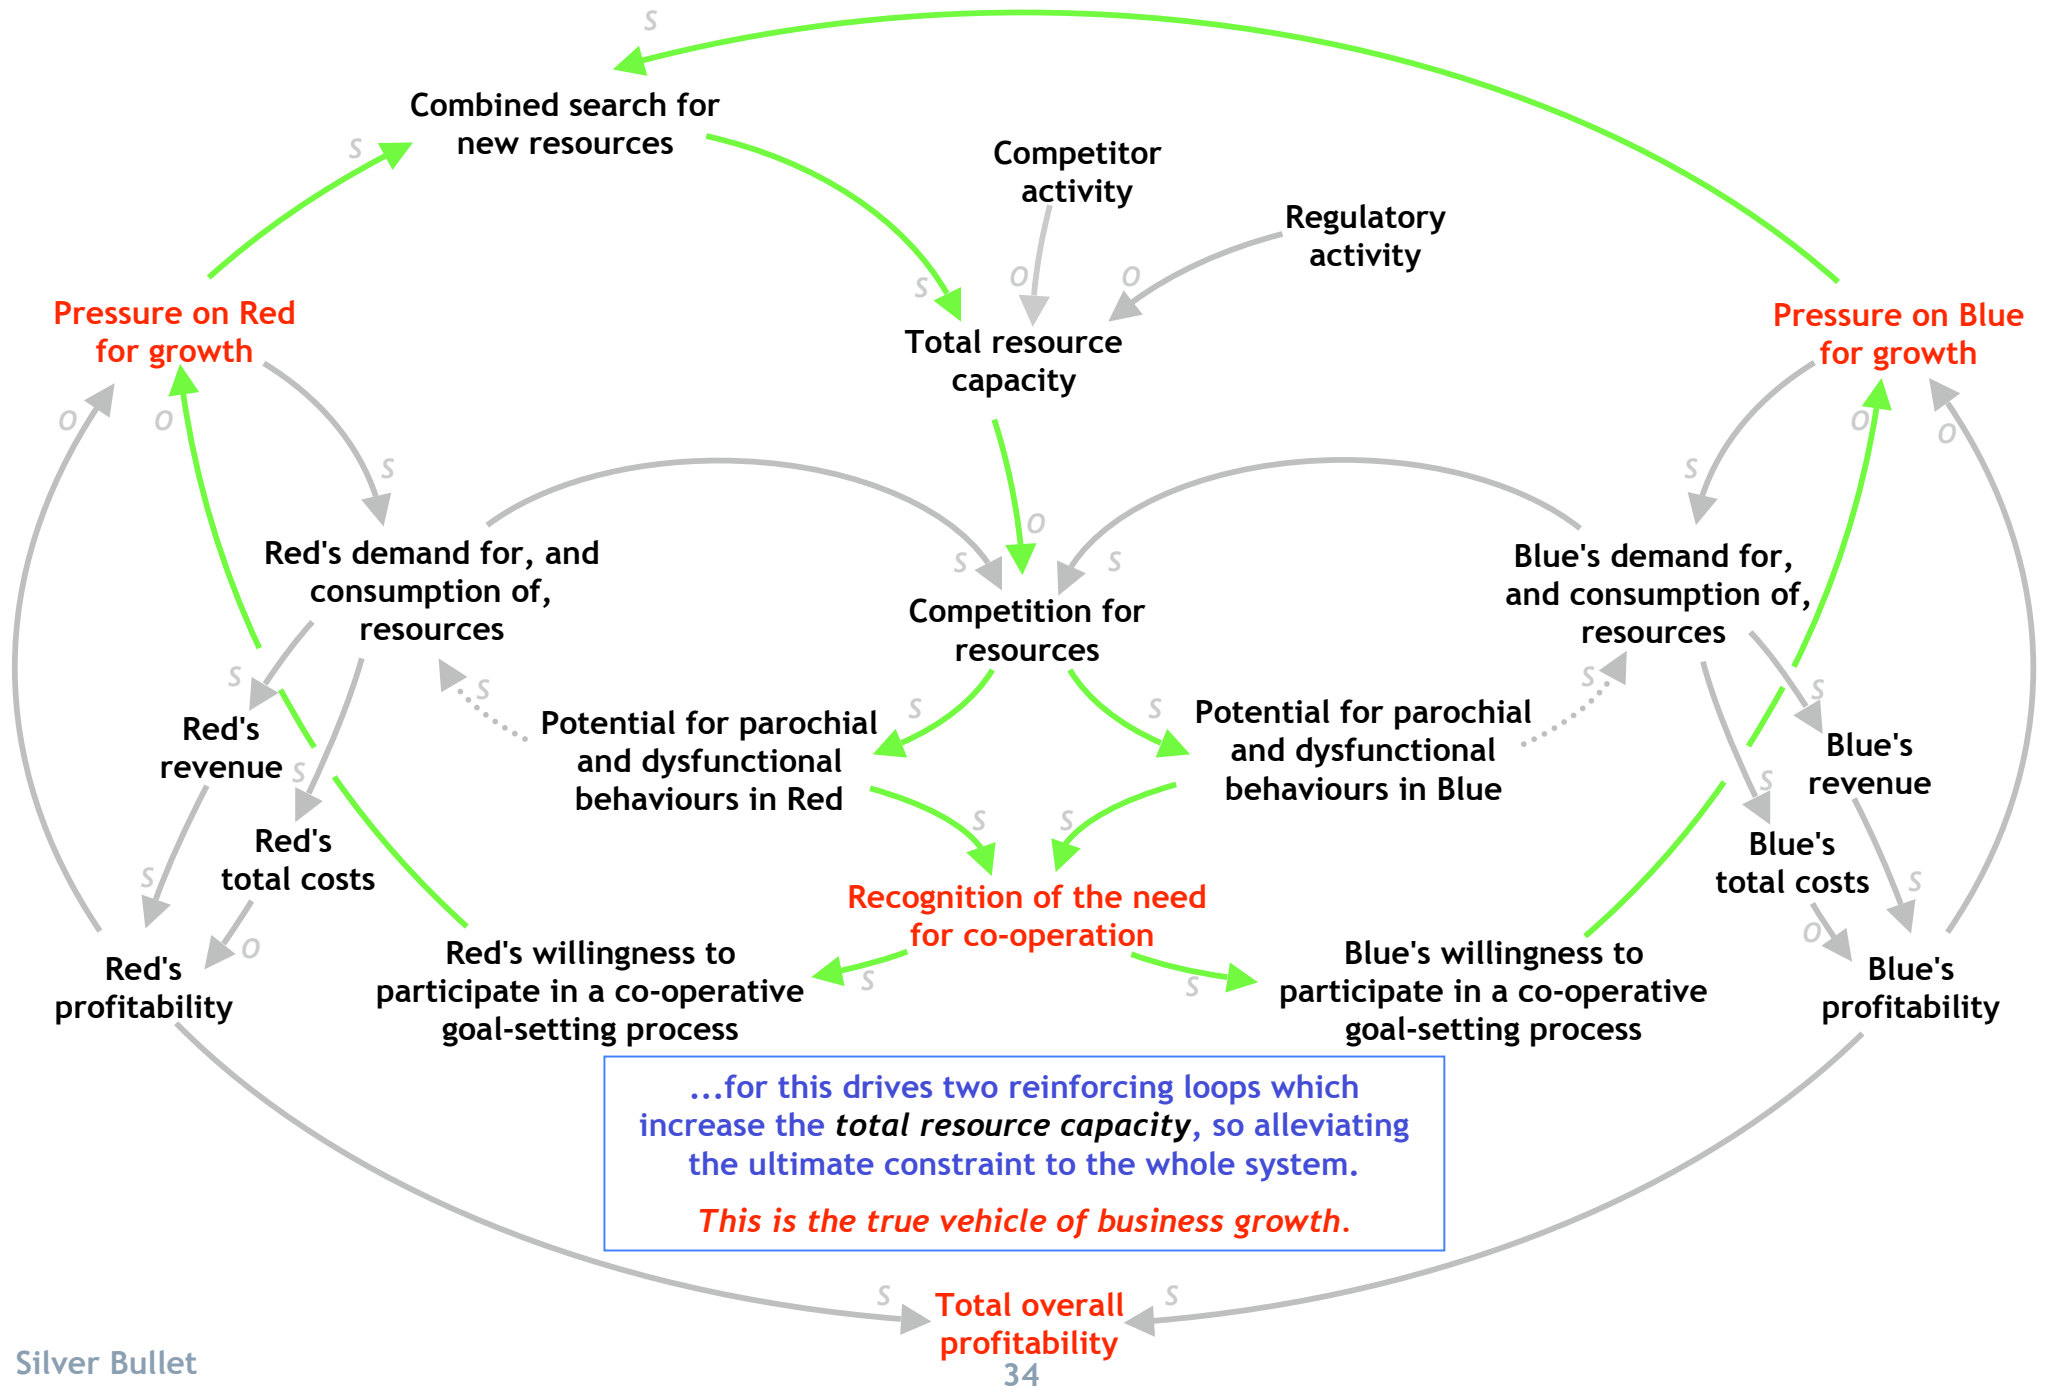 S
Combined search for
new resources
S
Competitor
activity
Regulatory
activity
S
O
O
Pressure on Red
for growth
Total resource
capacity
Pressure on Blue
for growth
O
O
S
O
S
S
S
O
O
S
Red's demand for, and
consumption of,
resources
Competition for
resources
Blue's demand for,
and consumption of,
resources
S
S
S
S
S
S
Red's
revenue
S
Potential for parochial
and dysfunctional
behaviours in Red
Potential for parochial
and dysfunctional
behaviours in Blue
S
Blue's
revenue
Red's
total costs
S
S
Blue's
total costs
S
S
Recognition of the need
for co-operation
O
O
Red's
profitability
Red's willingness to
participate in a co-operative
goal-setting process
S
S
Blue's willingness to
participate in a co-operative
goal-setting process
Blue's
profitability
...for this drives two reinforcing loops which
increase the total resource capacity, so alleviating
the ultimate constraint to the whole system.
This is the true vehicle of business growth.
S
S
Total overall
profitability
Silver Bullet
34